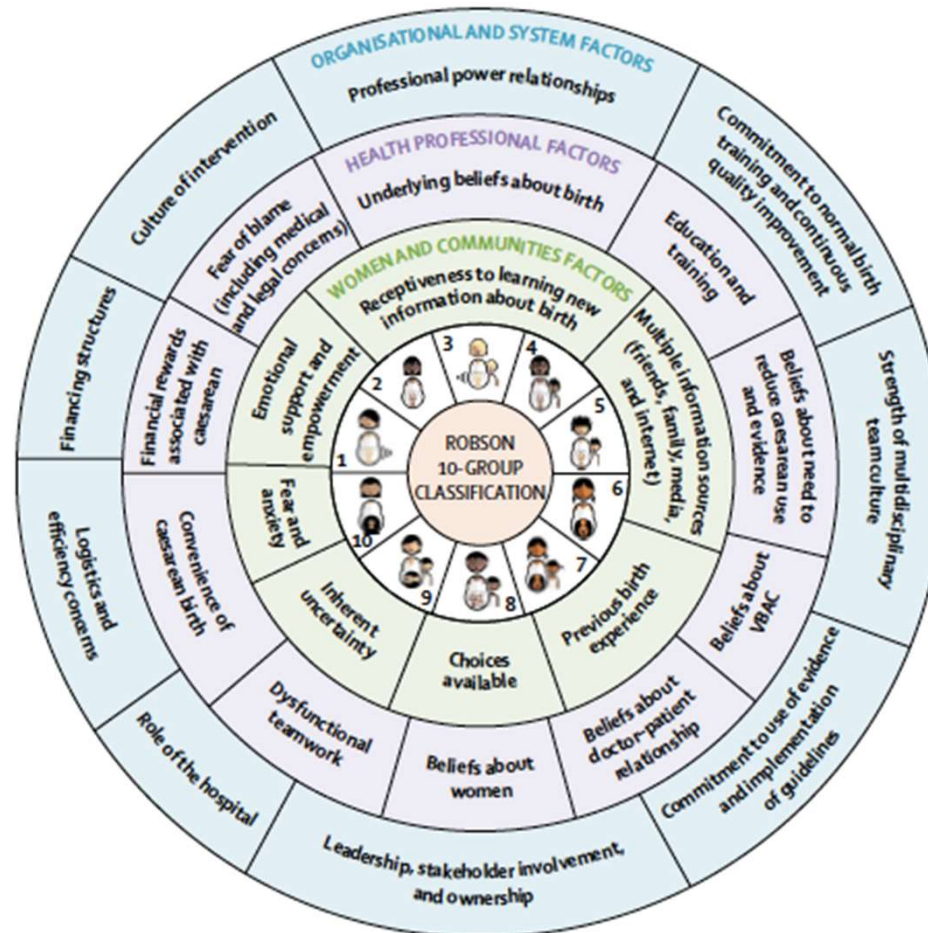 ORGANISATIONAL AND SYSTEM FACTORS
Professional power relationships
Commitment to normal birth
training and continuous
quality improvement
Strength of multidisciplinary
team culture
Commitment to use of evidence
and implementation
of guidelines
Leadership, stakeholder involvement,
and ownership
Role of the hospital
Logistics and
efficiency concerns
Financing structures
Culture of intervention
HEALTH PROFESSIONAL FACTORS
Underlying beliefs about birth
Education and
training
Beliefs about need to
reduce caesarean use
and evidence
Beliefs about
VBAC
Beliefs about
doctor-patient
relationship
Beliefs about
women
Dysfunctional
teamwork
Convenience of
caesarean birth
Financial rewards
associated with
caesarean
Fear of blame
(including medical
and legal concerns)
WOMEN AND COMMUNITIES FACTORS
Receptiveness to learning new
information about birth
Multiple information sources
(friends, family, media,
and internet)
Previous birth
experience
Choices
available
Inherent
uncertainty
Fear and
anxiety
Emotional
support and
empowerment
1
2
3
4
5
6
7
8
9
10
ROBSON
10-GROUP
CLASSIFICATION